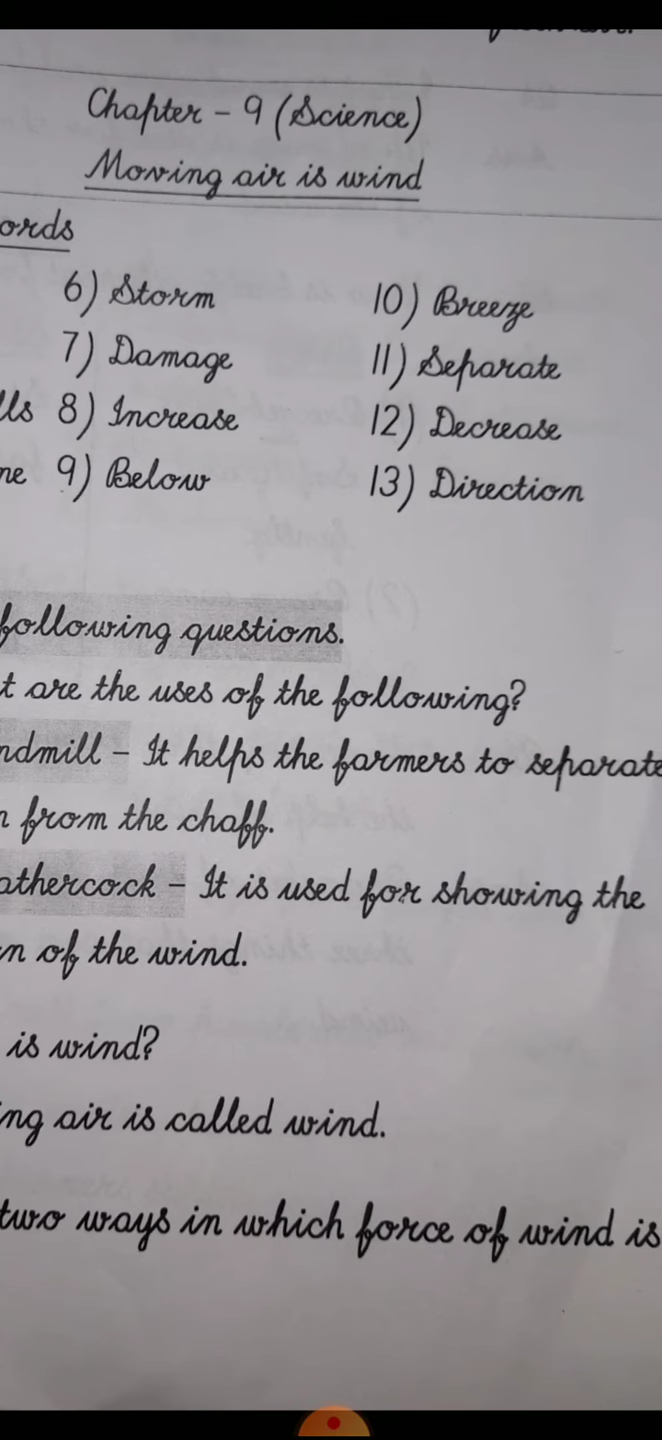 Chapter - 9 (Science)
Moving air is wind
ords
6) Storm 10) Breeze
7) Damage 11) Separate
lls 8) Increase 12) Decrease
ne 9) Below 13) Direction
following questions.
t are the uses of the following?
ndmill - It helps the farmers to separate
n from the chaff.
athercock - It is used for showing the
n of the wind.
is wind?
ng air is called wind.
two ways in which force of wind is